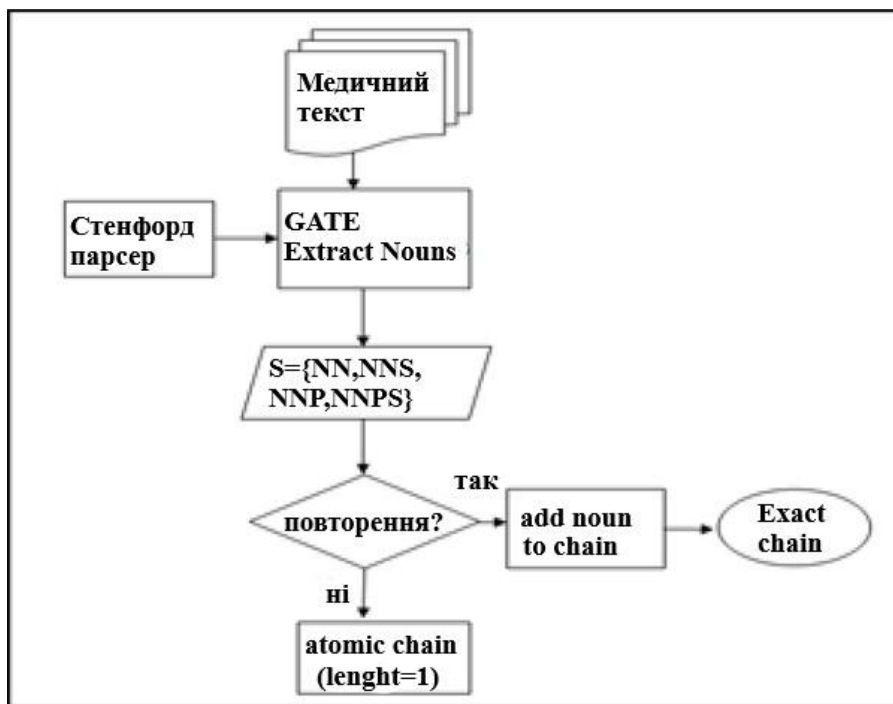 Медичний
текст
Стенфорд
парсер
GATE
Extract Nouns
S={NN,NNS,
NNP,NNPS}
повторення?
так
add noun
to chain
Exact
chain
ні
atomic chain
(lenght=1)